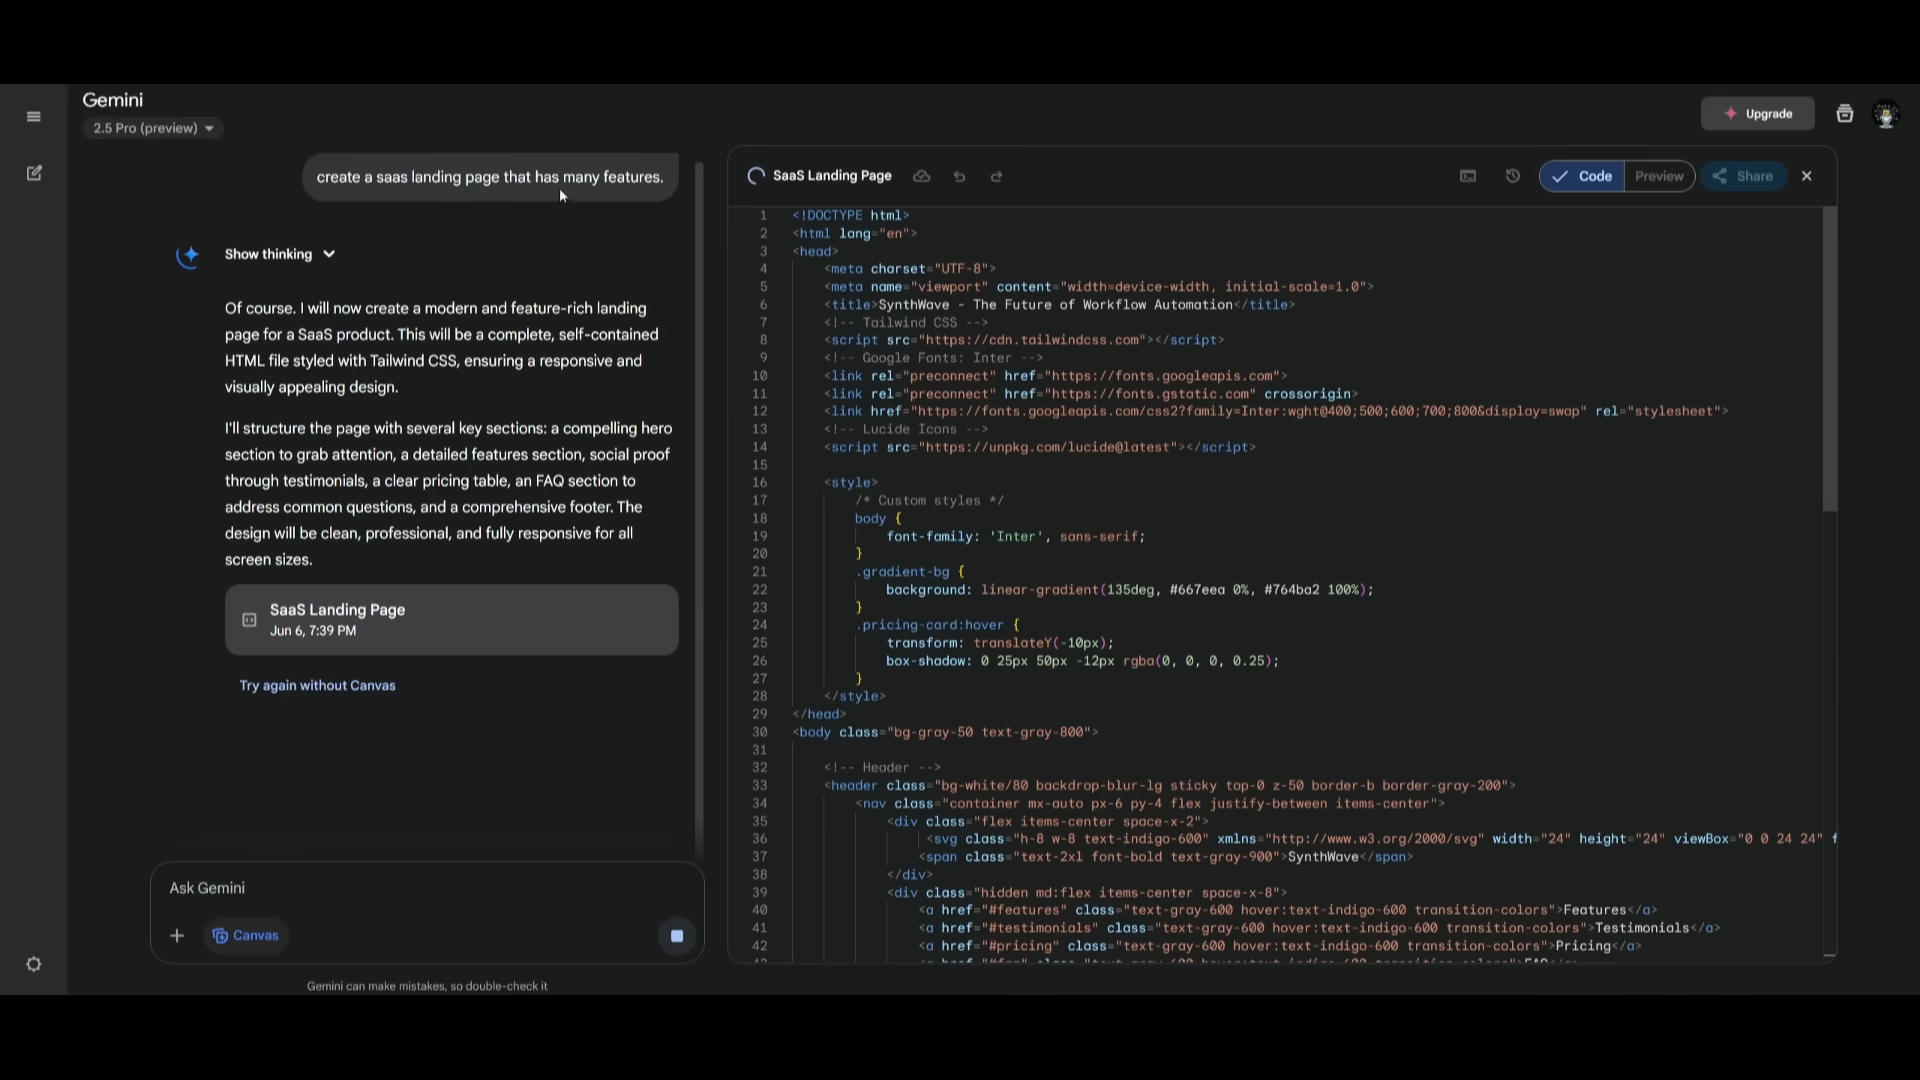 Gemini
2.5 Pro (preview)
Upgrade
create a saas landing page that has many features.
Show thinking
Of course. I will now create a modern and feature-rich landing
page for a SaaS product. This will be a complete, self-contained
HTML file styled with Tailwind CSS, ensuring a responsive and
visually appealing design.
I'll structure the page with several key sections: a compelling hero
section to grab attention, a detailed features section, social proof
through testimonials, a clear pricing table, an FAQ section to
address common questions, and a comprehensive footer. The
design will be clean, professional, and fully responsive for all
screen sizes.
SaaS Landing Page
Jun 6, 7:39 PM
Try again without Canvas
Ask Gemini
Canvas
Gemini can make mistakes, so double-check it
SaaS Landing Page
Code
Preview
Share
1 <!DOCTYPE html>
2 <html lang="en">
3 <head>
4 <meta charset="UTF-8">
5 <meta name="viewport" content="width=device-width, initial-scale=1.0">
6 <title>SynthWave - The Future of Workflow Automation</title>
7 <!-- Tailwind CSS -->
8 <script src="https://cdn.tailwindcss.com"></script>
9 <!-- Google Fonts: Inter -->
10 <link rel="preconnect" href="https://fonts.googleapis.com">
11 <link rel="preconnect" href="https://fonts.gstatic.com" crossorigin>
12 <link href="https://fonts.googleapis.com/css2?family=Inter:wght@400;500;600;700;800&display=swap" rel="stylesheet">
13 <!-- Lucide Icons -->
14 <script src="https://unpkg.com/lucide@latest"></script>
15
16 <style>
17 /* Custom styles */
18 body {
19 font-family: 'Inter', sans-serif;
20 }
21 .gradient-bg {
22 background: linear-gradient(135deg, #667eea 0%, #764ba2 100%);
23 }
24 .pricing-card:hover {
25 transform: translateY(-10px);
26 box-shadow: 0 25px 50px -12px rgba(0, 0, 0, 0.25);
27 }
28 </style>
29 </head>
30 <body class="bg-gray-50 text-gray-800">
31
32 <!-- Header -->
33 <header class="bg-white/80 backdrop-blur-lg sticky top-0 z-50 border-b border-gray-200">
34 <nav class="container mx-auto px-6 py-4 flex justify-between items-center">
35 <div class="flex items-center space-x-2">
36 <svg class="h-8 w-8 text-indigo-600" xmlns="http://www.w3.org/2000/svg" width="24" height="24" viewBox="0 0 24 24" f
37 <span class="text-2xl font-bold text-gray-900">SynthWave</span>
38 </div>
39 <div class="hidden md:flex items-center space-x-8">
40 <a href="#features" class="text-gray-600 hover:text-indigo-600 transition-colors">Features</a>
41 <a href="#testimonials" class="text-gray-600 hover:text-indigo-600 transition-colors">Testimonials</a>
42 <a href="#pricing" class="text-gray-600 hover:text-indigo-600 transition-colors">Pricing</a>